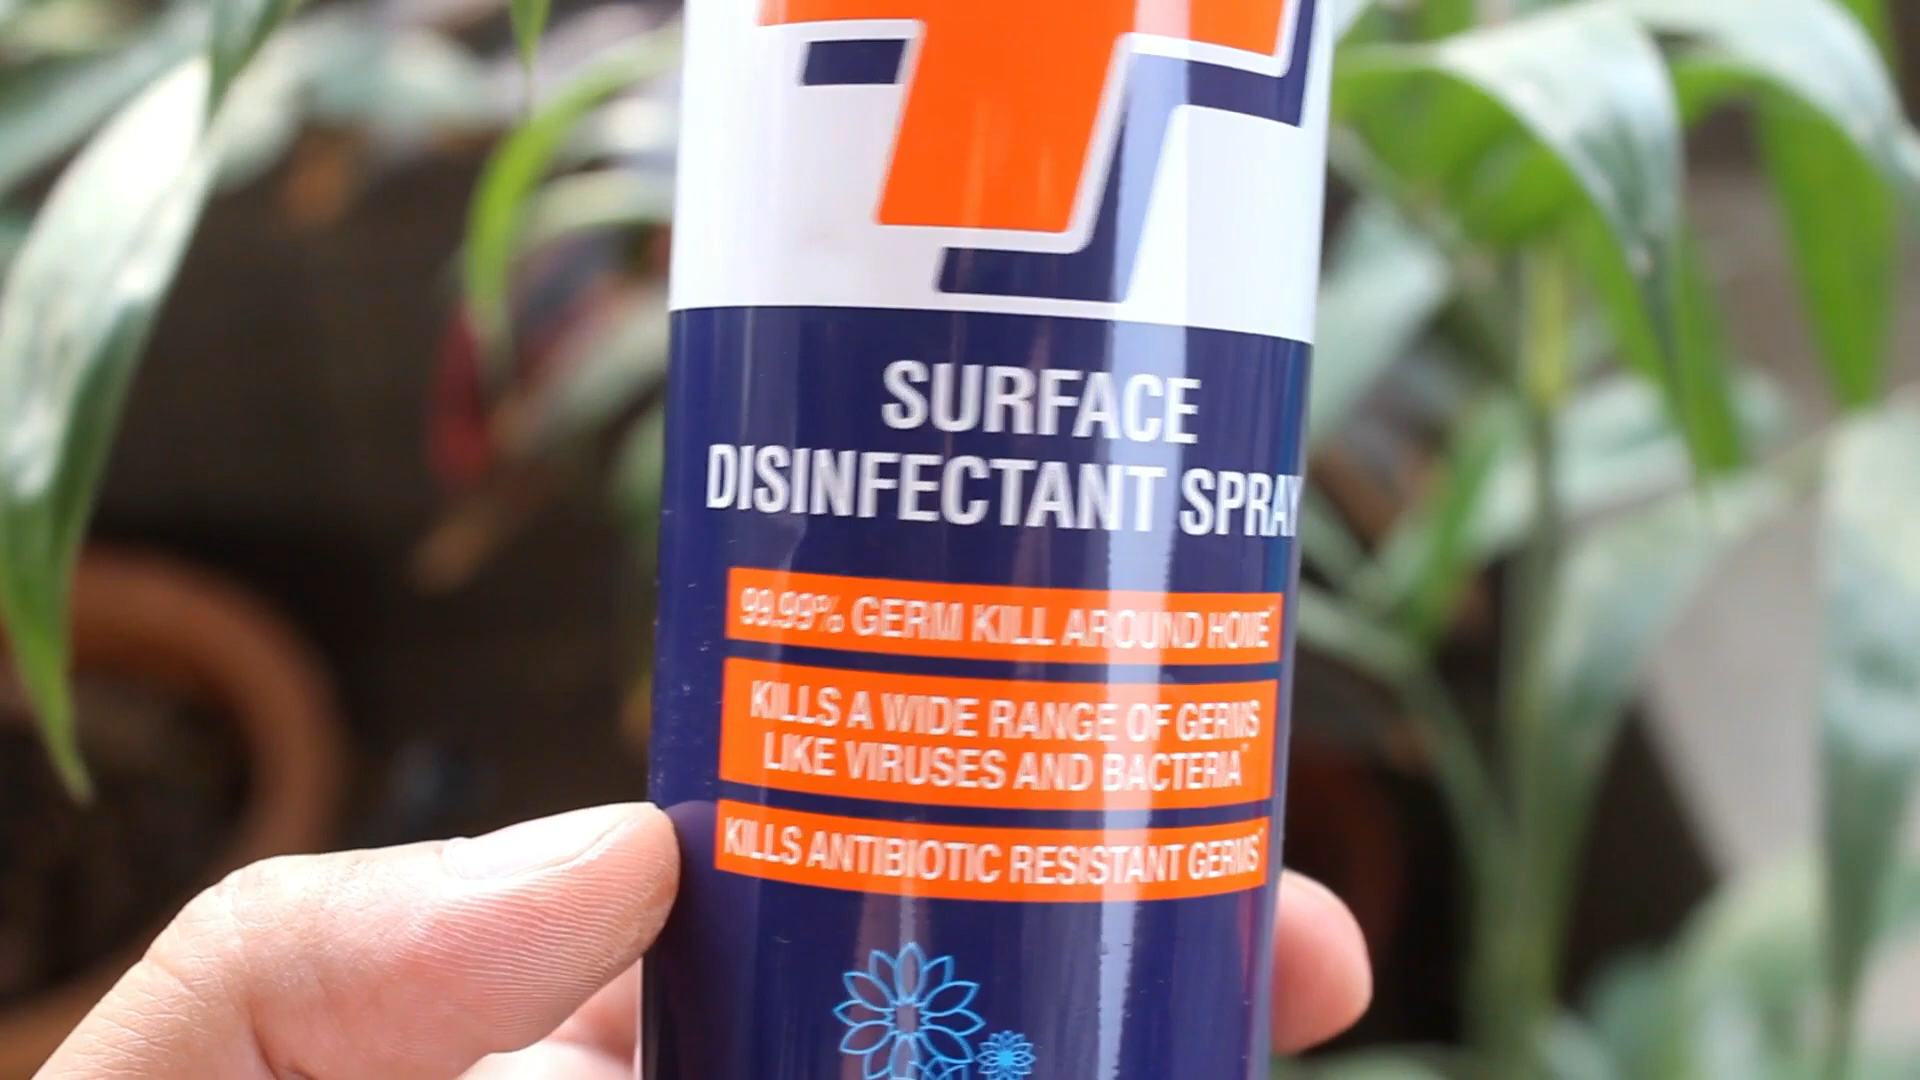 SURFACE
DISINFECTANT SPRAY
99.99% GERM KILL AROUND HOME*
KILLS A WIDE RANGE OF GERMS
LIKE VIRUSES AND BACTERIA*
KILLS ANTIBIOTIC RESISTANT GERMS*